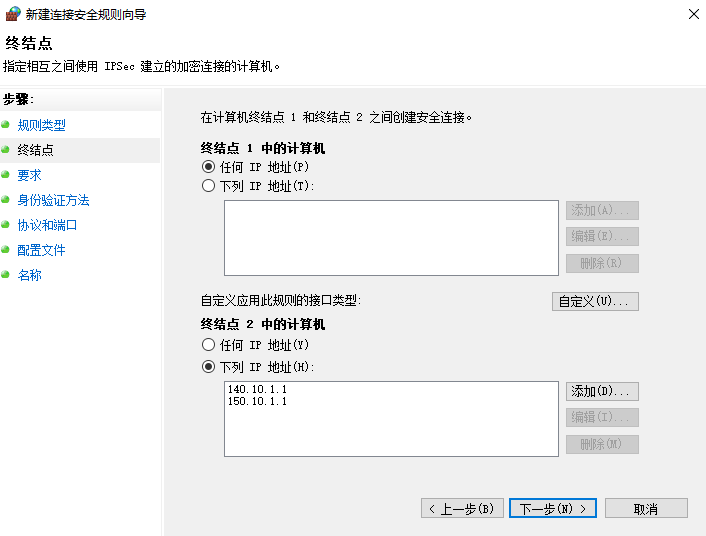 新建连接安全规则向导
终结点
指定相互之间使用 IPSec 建立的加密连接的计算机。
步骤:
规则类型
终结点
要求
身份验证方法
协议和端口
配置文件
名称
在计算机终结点 1 和终结点 2 之间创建安全连接。
终结点 1 中的计算机
任何 IP 地址(P)
下列 IP 地址(T):
添加(A)...
编辑(E)...
删除(R)
自定义应用此规则的接口类型:
自定义(U)...
终结点 2 中的计算机
任何 IP 地址(Y)
下列 IP 地址(H):
140.10.1.1
150.10.1.1
添加(D)...
编辑(I)...
删除(M)
< 上一步(B)
下一步(N) >
取消